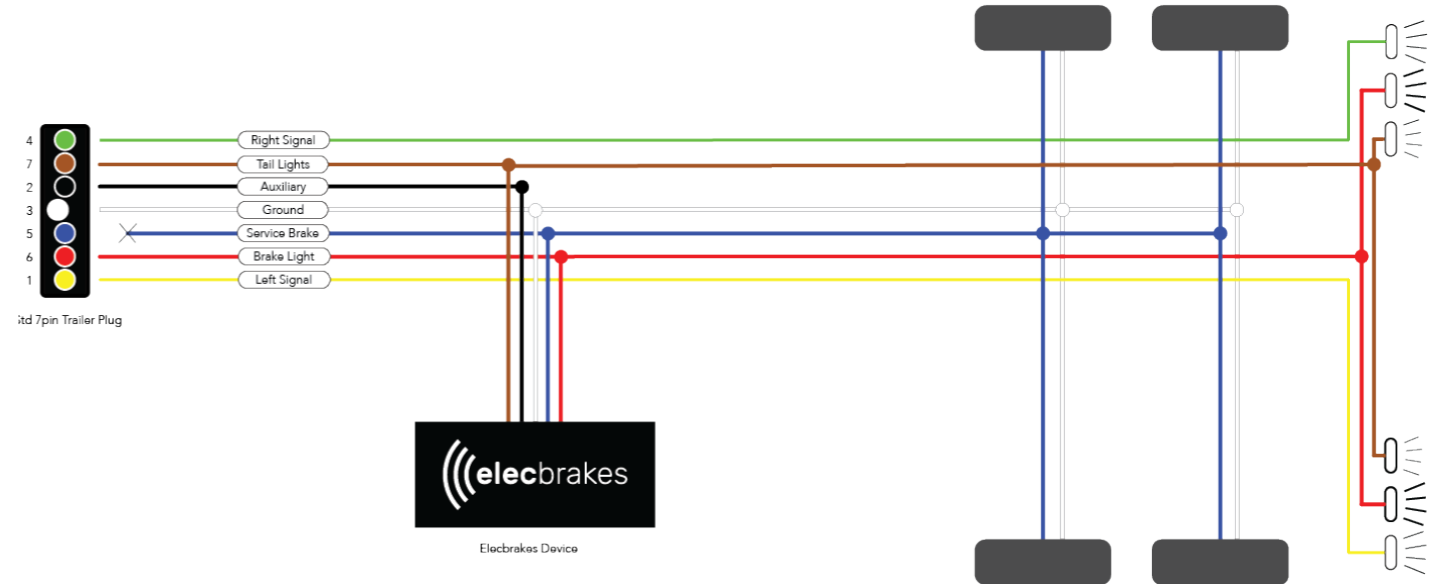 4 Right Signal
7 Tail Lights
2 Auxiliary
3 Ground
5 Service Brake
6 Brake Light
1 Left Signal
7pin Trailer Plug
elecbrakes
Elecbrakes Device